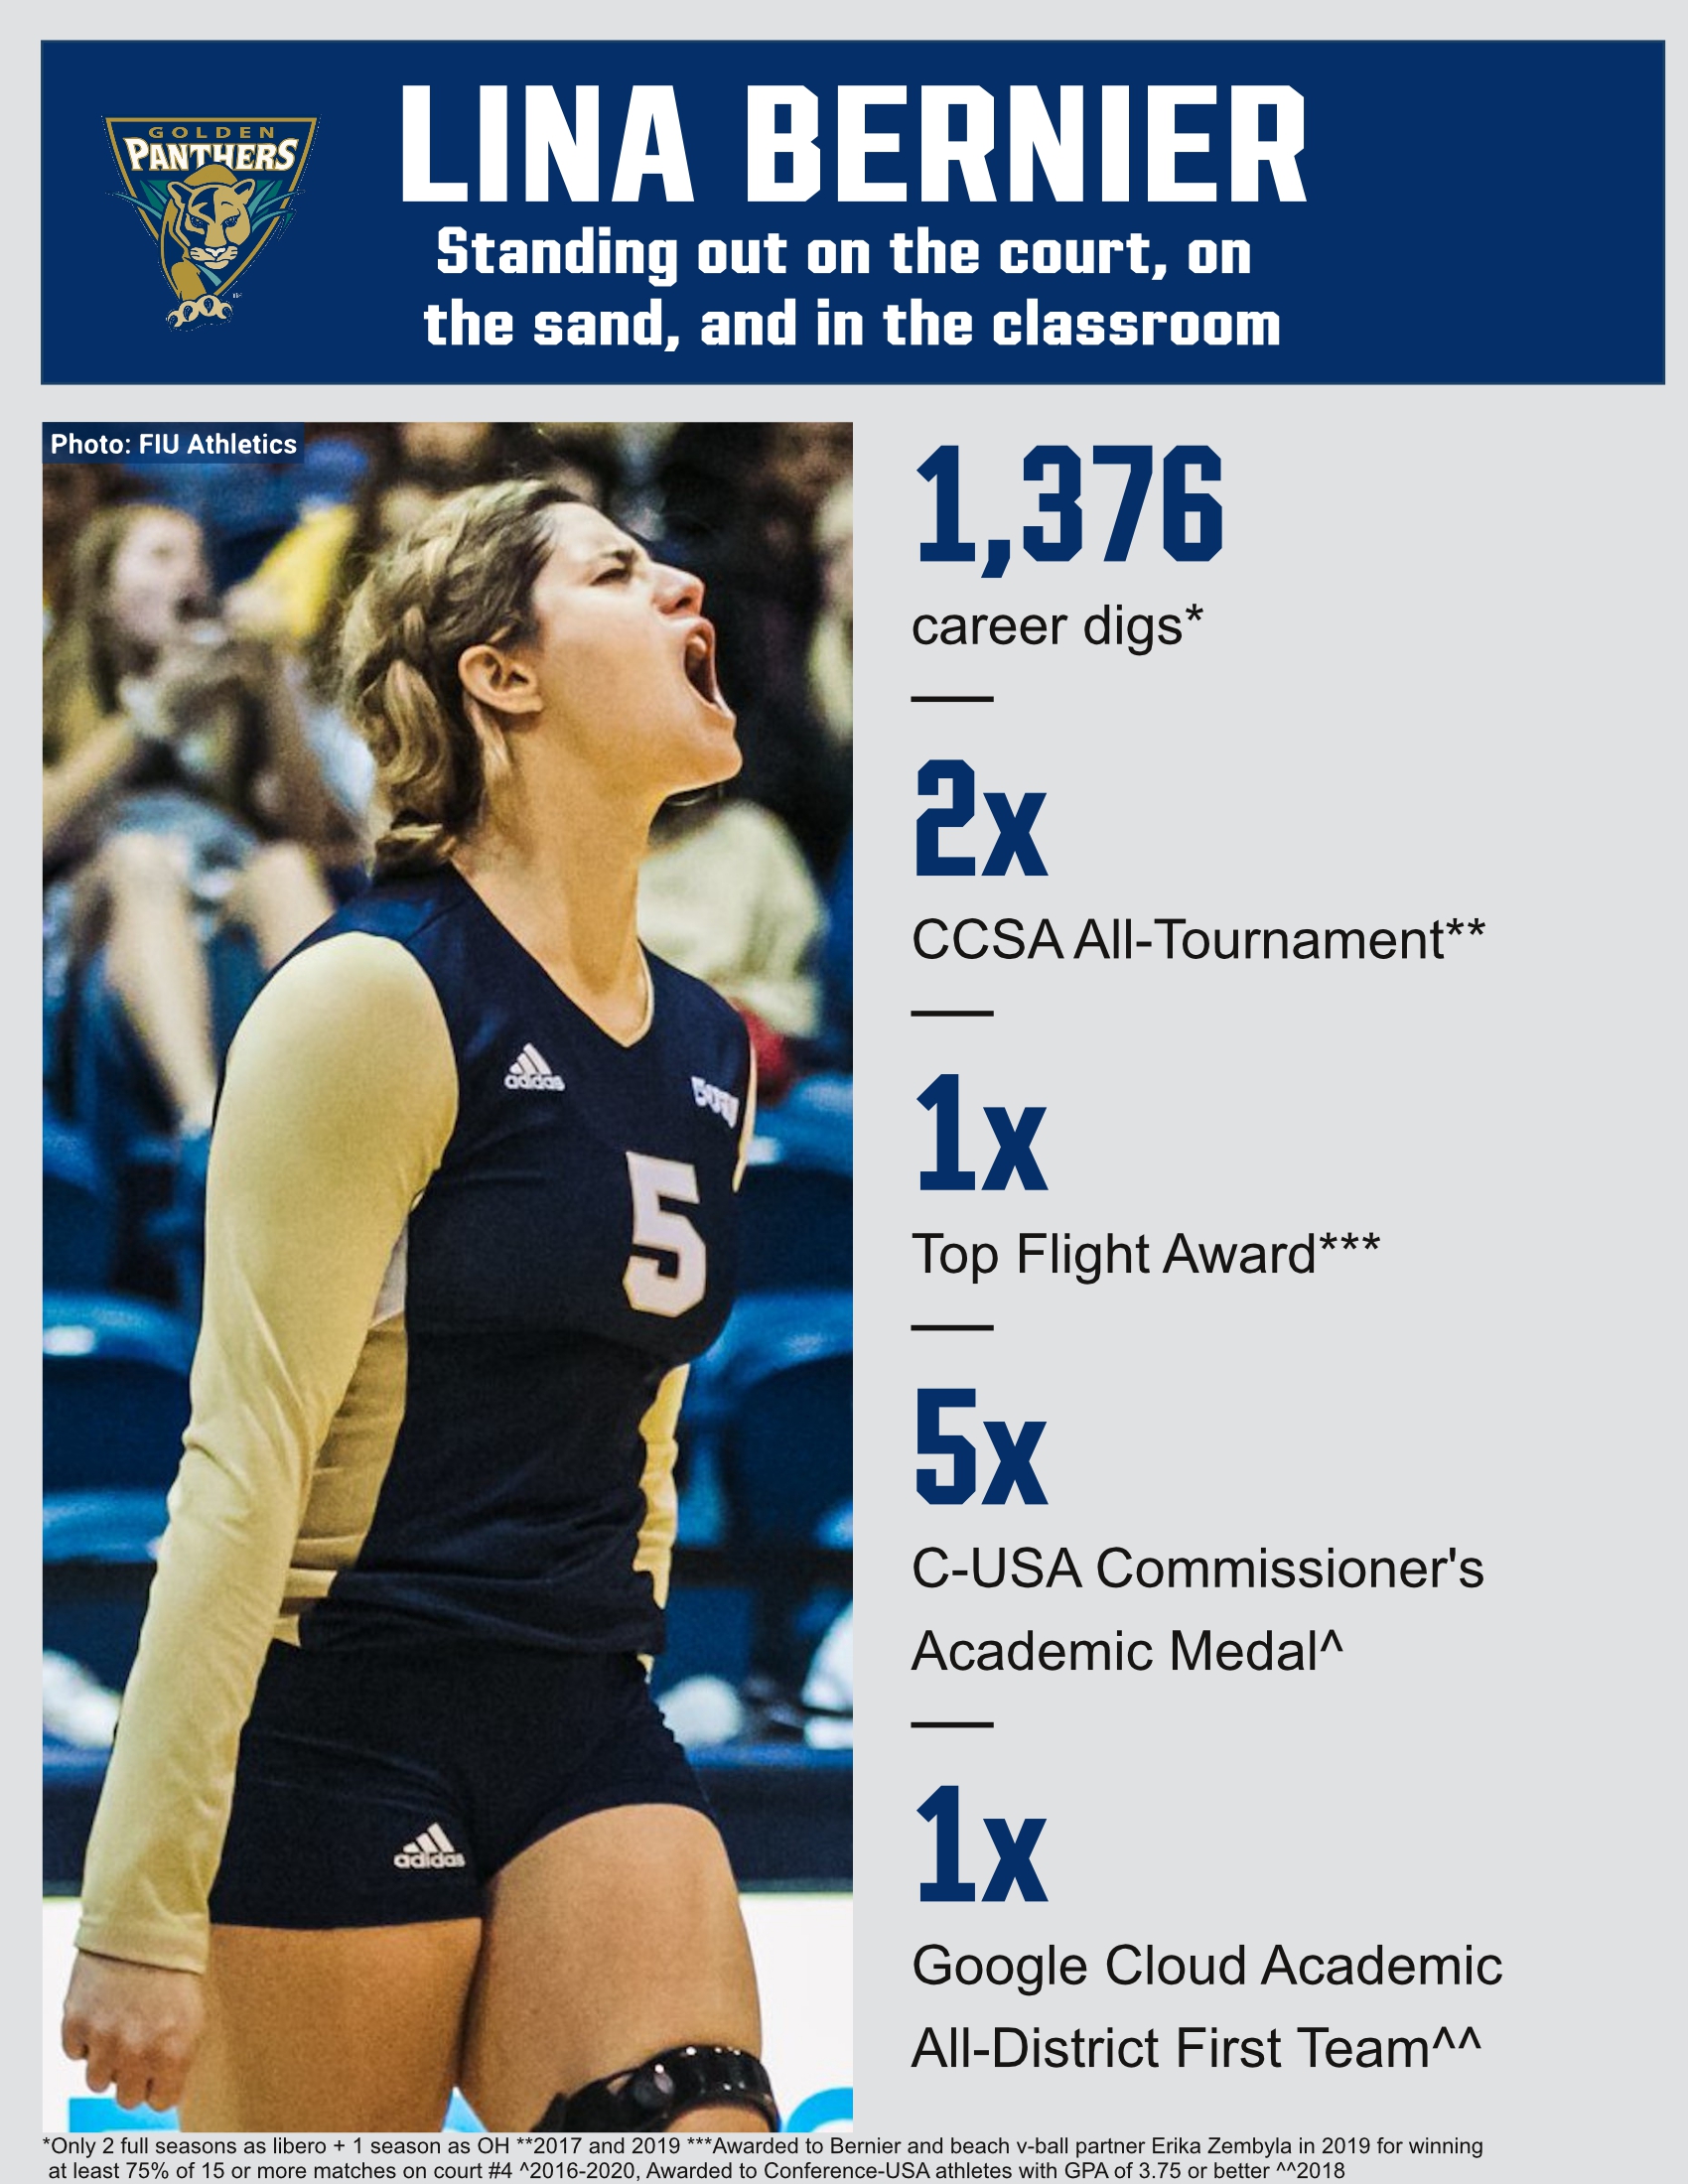 GOLDEN
PANTHERS
LINA BERNIER
Standing out on the court, on
the sand, and in the classroom
Photo: FIU Athletics
adidas
5
adidas
1,376
career digs*
2x
CCSA All-Tournament**
1x
Top Flight Award***
5x
C-USA Commissioner's
Academic Medal^
1x
Google Cloud Academic
All-District First Team^^
*Only 2 full seasons as libero + 1 season as OH **2017 and 2019 ***Awarded to Bernier and beach v-ball partner Erika Zembyla in 2019 for winning
at least 75% of 15 or more matches on court #4 ^2016-2020, Awarded to Conference-USA athletes with GPA of 3.75 or better ^^2018